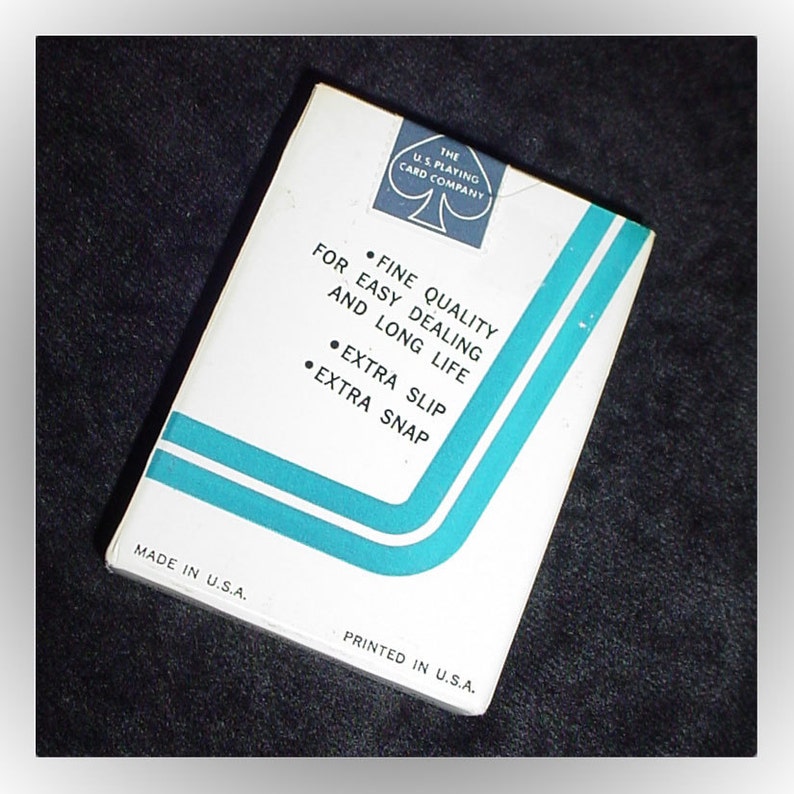 THE
U.S. PLAYING
CARD COMPANY
• FINE QUALITY
FOR EASY DEALING
AND LONG LIFE
• EXTRA SLIP
• EXTRA SNAP
MADE IN U.S.A.
PRINTED IN U.S.A.